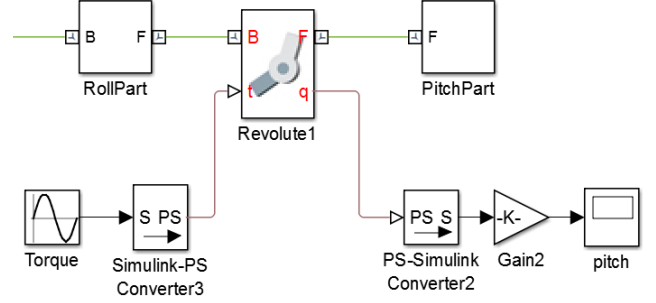 B F
B F
F
RollPart
t q
PitchPart
Revolute1
S PS
PS S
-K-
Torque
Simulink-PS
Converter3
PS-Simulink
Converter2
Gain2
pitch